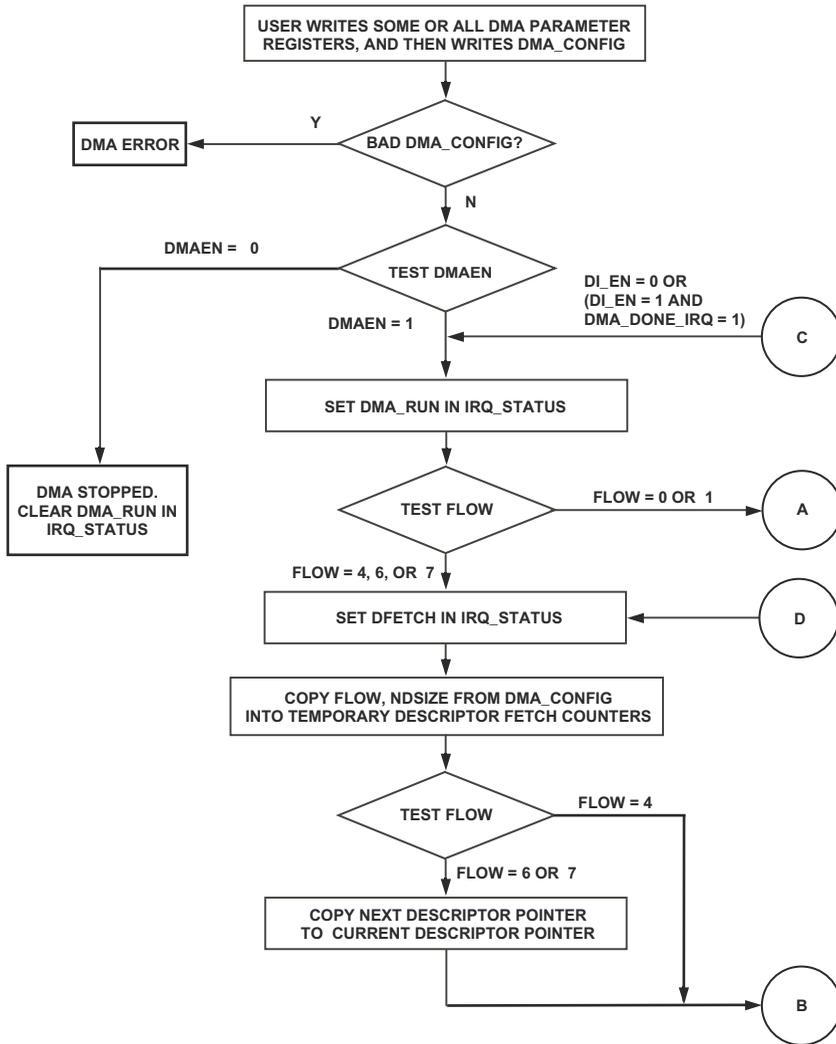 USER WRITES SOME OR ALL DMA PARAMETER
REGISTERS, AND THEN WRITES DMA_CONFIG
Y
DMA ERROR
BAD DMA_CONFIG?
N
DMAEN = 0
TEST DMAEN
DI_EN = 0 OR
(DI_EN = 1 AND
DMA_DONE_IRQ = 1)
C
DMAEN = 1
SET DMA_RUN IN IRQ_STATUS
DMA STOPPED.
CLEAR DMA_RUN IN
IRQ_STATUS
TEST FLOW
FLOW = 0 OR 1
A
FLOW = 4, 6, OR 7
SET DFETCH IN IRQ_STATUS
D
COPY FLOW, NDSIZE FROM DMA_CONFIG
INTO TEMPORARY DESCRIPTOR FETCH COUNTERS
TEST FLOW
FLOW = 4
FLOW = 6 OR 7
COPY NEXT DESCRIPTOR POINTER
TO CURRENT DESCRIPTOR POINTER
B